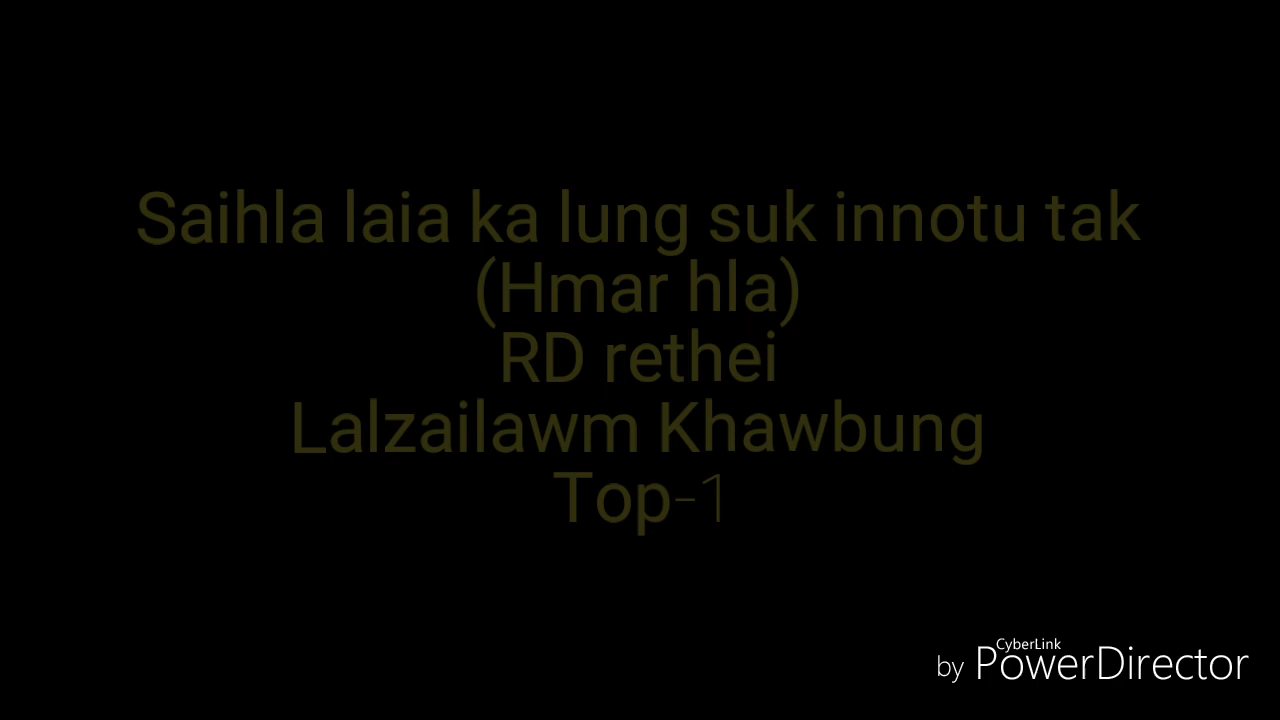 Saihla laia ka lung suk innotu tak
(Hmar hla)
RD rethei
Lalzailawm Khawbung
Top-1
CyberLink
by PowerDirector